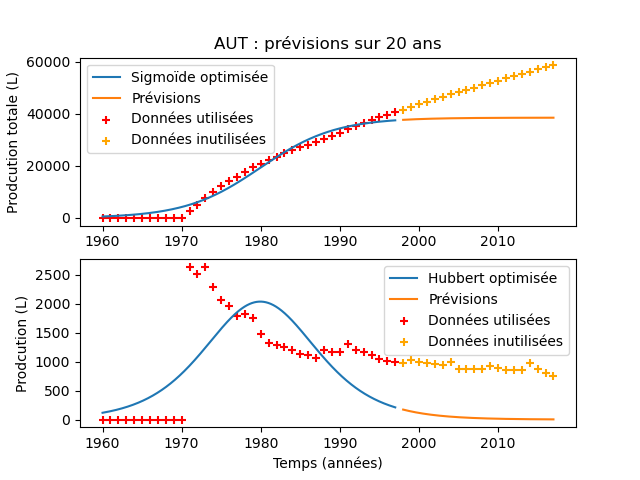 AUT : prévisions sur 20 ans
Prodcution totale (L)
60000
40000
20000
0
Sigmoïde optimisée
Prévisions
Données utilisées
Données inutilisées
1960 1970 1980 1990 2000 2010
Prodcution (L)
2500
2000
1500
1000
500
0
Hubbert optimisée
Prévisions
Données utilisées
Données inutilisées
1960 1970 1980 1990 2000 2010
Temps (années)